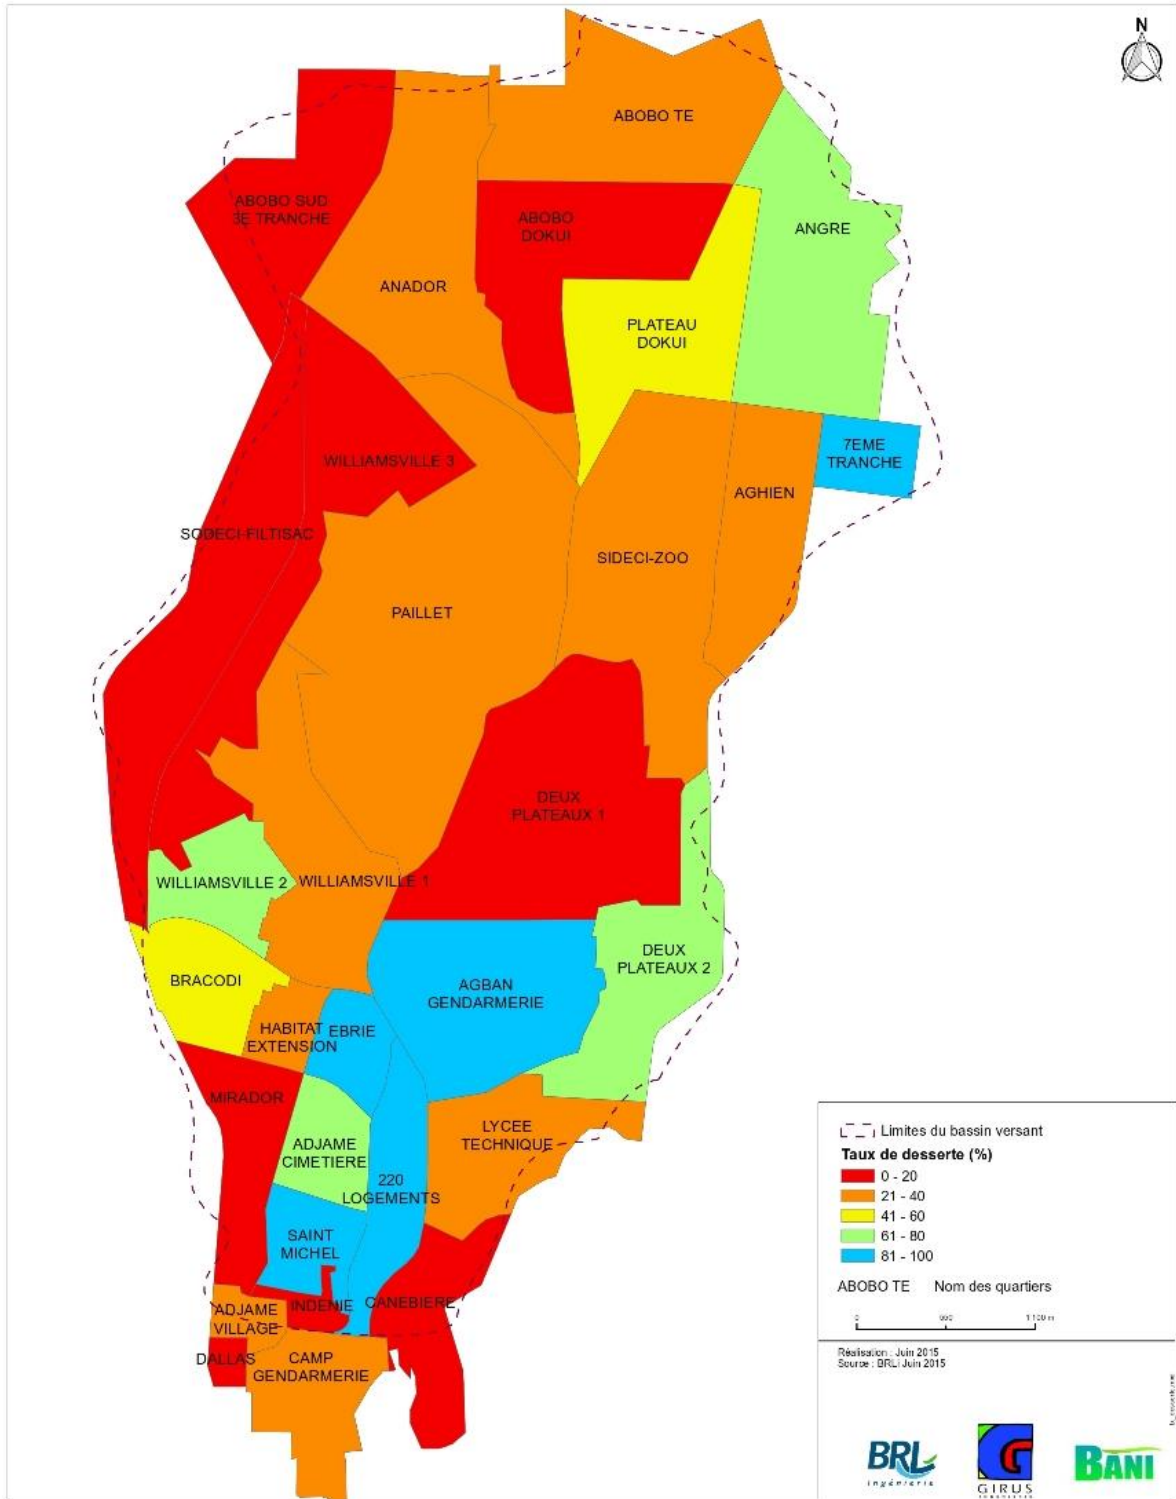 N
ABOBO TE
ABOBO SUD
3E TRANCHE
ABOBO
DOKUI
ANGRE
ANADOR
PLATEAU
DOKUI
WILLIAMSVILLE 3
7EME
TRANCHE
AGHIEN
SODECI-FILTISAC
SIDECI-ZOO
PAILLET
DEUX
PLATEAUX 1
WILLIAMSVILLE 2
WILLIAMSVILLE 1
DEUX
PLATEAUX 2
BRACODI
AGBAN
GENDARMERIE
HABITAT
EXTENSION
EBRIE
MIRADOR
LYCEE
TECHNIQUE
ADJAME
CIMETIERE
220
LOGEMENTS
SAINT
MICHEL
INDENIE
CANEBIERE
ADJAME
VILLAGE
DALLAS
CAMP
GENDARMERIE
Limites du bassin versant
Taux de desserte (%)
0 - 20
21 - 40
41 - 60
61 - 80
81 - 100
ABOBO TE Nom des quartiers
Réalisation : Juin 2015
Source : BRLi Juin 2015
BRL
ingénierie
GIRUS
BANI